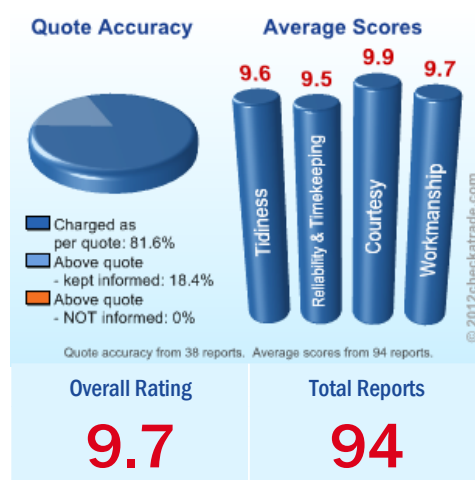 Quote Accuracy
Average Scores
9.6
9.5
9.9
9.7
Tidiness
Reliability & Timekeeping
Courtesy
Workmanship
Charged as
per quote: 81.6%
Above quote
- kept informed: 18.4%
Above quote
- NOT informed: 0%
© 2012checkatrade.com
Quote accuracy from 38 reports. Average scores from 94 reports.
Overall Rating
Total Reports
9.7
94